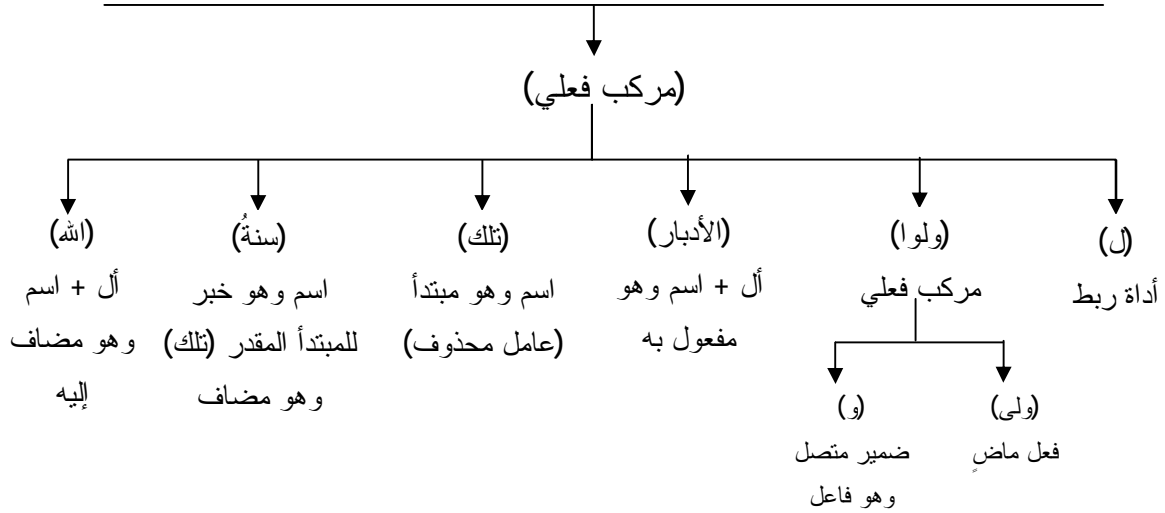 (مركب فعلي)
(ل)
أداة ربط
(ولوا)
مركب فعلي
(ولى)
فعل ماضٍ
(و)
ضمير متصل
وهو فاعل
(الأدبار)
أل + اسم وهو
مفعول به
(تلك)
اسم وهو مبتدأ
(عامل محذوف)
(سنةُ)
اسم وهو خبر
للمبتدأ المقدر (تلك)
وهو مضاف
(الله)
أل + اسم
وهو مضاف
إليه